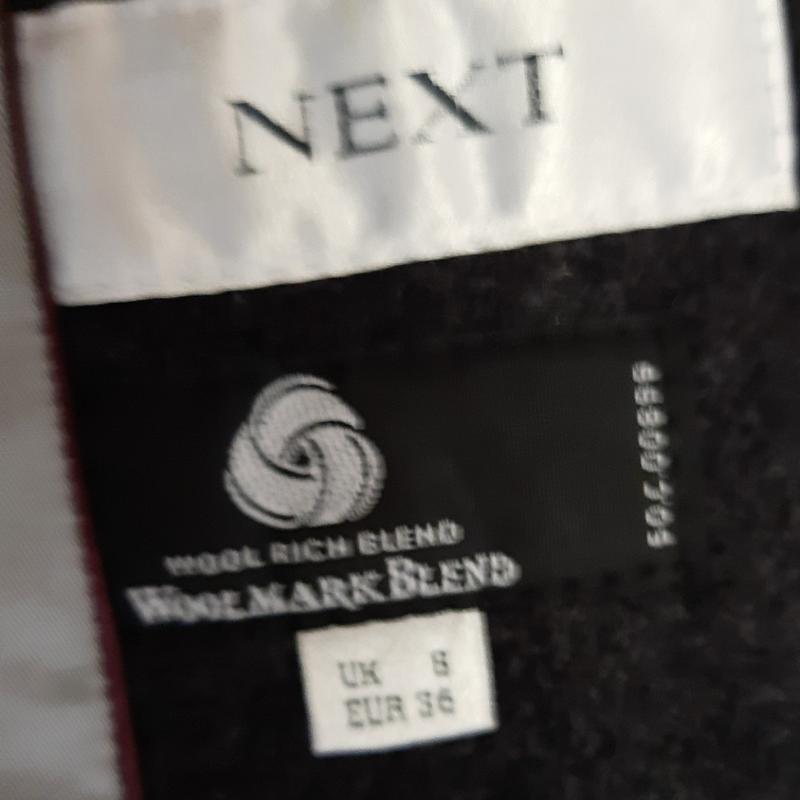 NEXT
WOOL RICH BLEND
WOOLMARK BLEND
UK 8
EUR 36